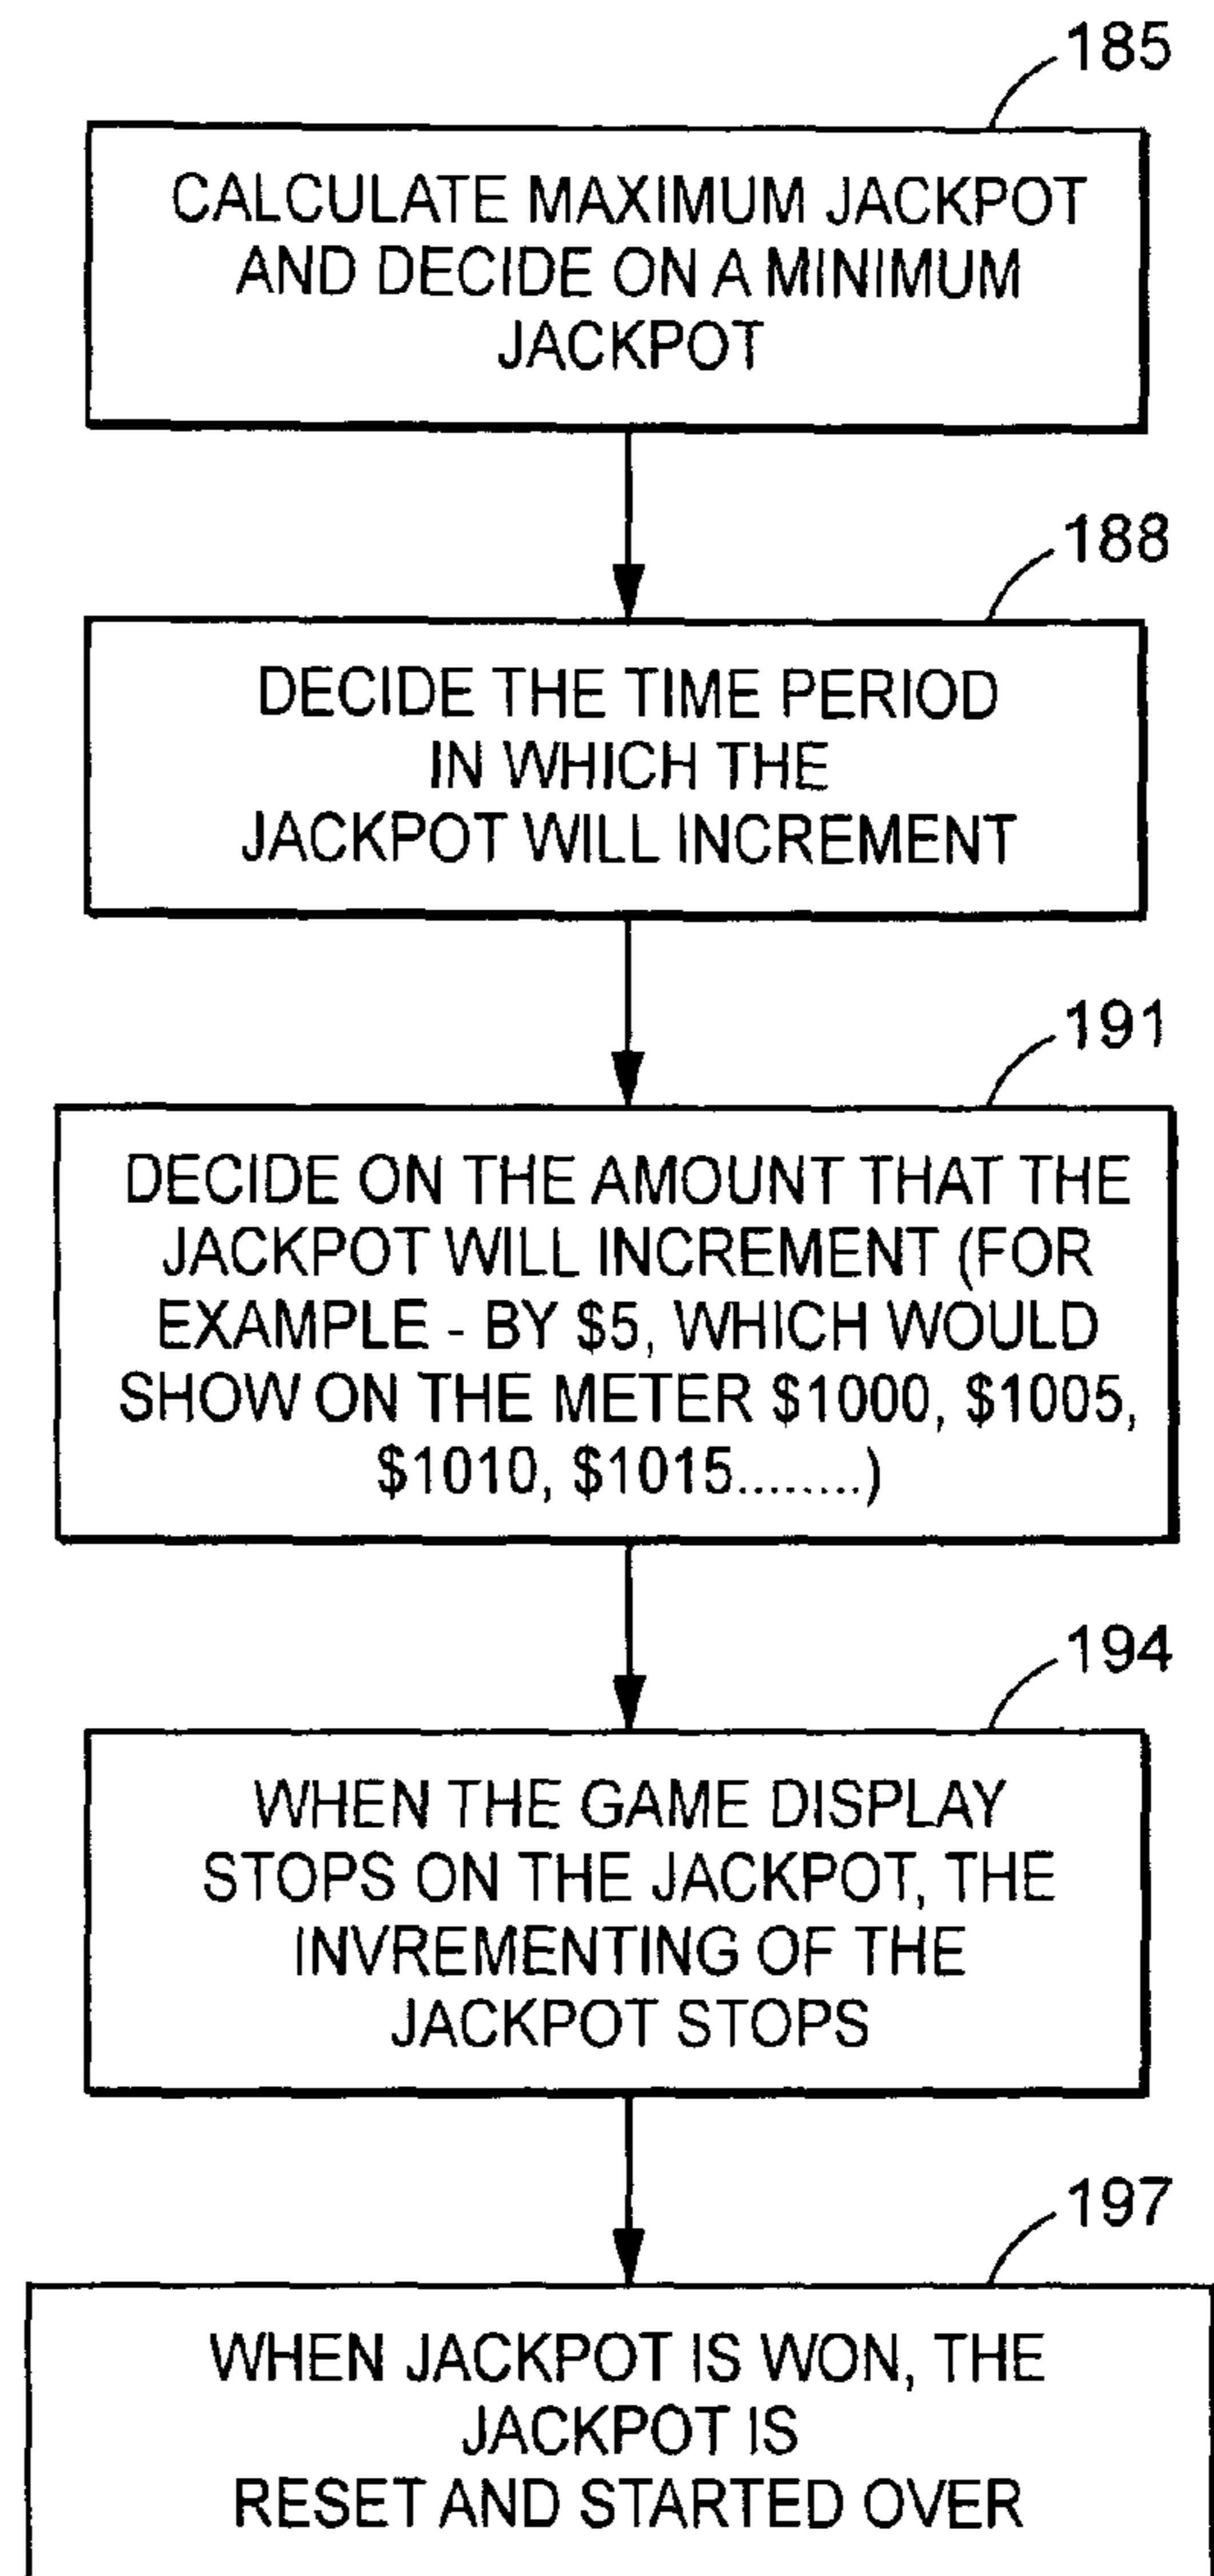 185
CALCULATE MAXIMUM JACKPOT
AND DECIDE ON A MINIMUM
JACKPOT
188
DECIDE THE TIME PERIOD
IN WHICH THE
JACKPOT WILL INCREMENT
191
DECIDE ON THE AMOUNT THAT THE
JACKPOT WILL INCREMENT (FOR
EXAMPLE - BY $5, WHICH WOULD
SHOW ON THE METER $1000, $1005,
$1010, $1015........)
194
WHEN THE GAME DISPLAY
STOPS ON THE JACKPOT, THE
INVREMENTING OF THE
JACKPOT STOPS
197
WHEN JACKPOT IS WON, THE
JACKPOT IS
RESET AND STARTED OVER